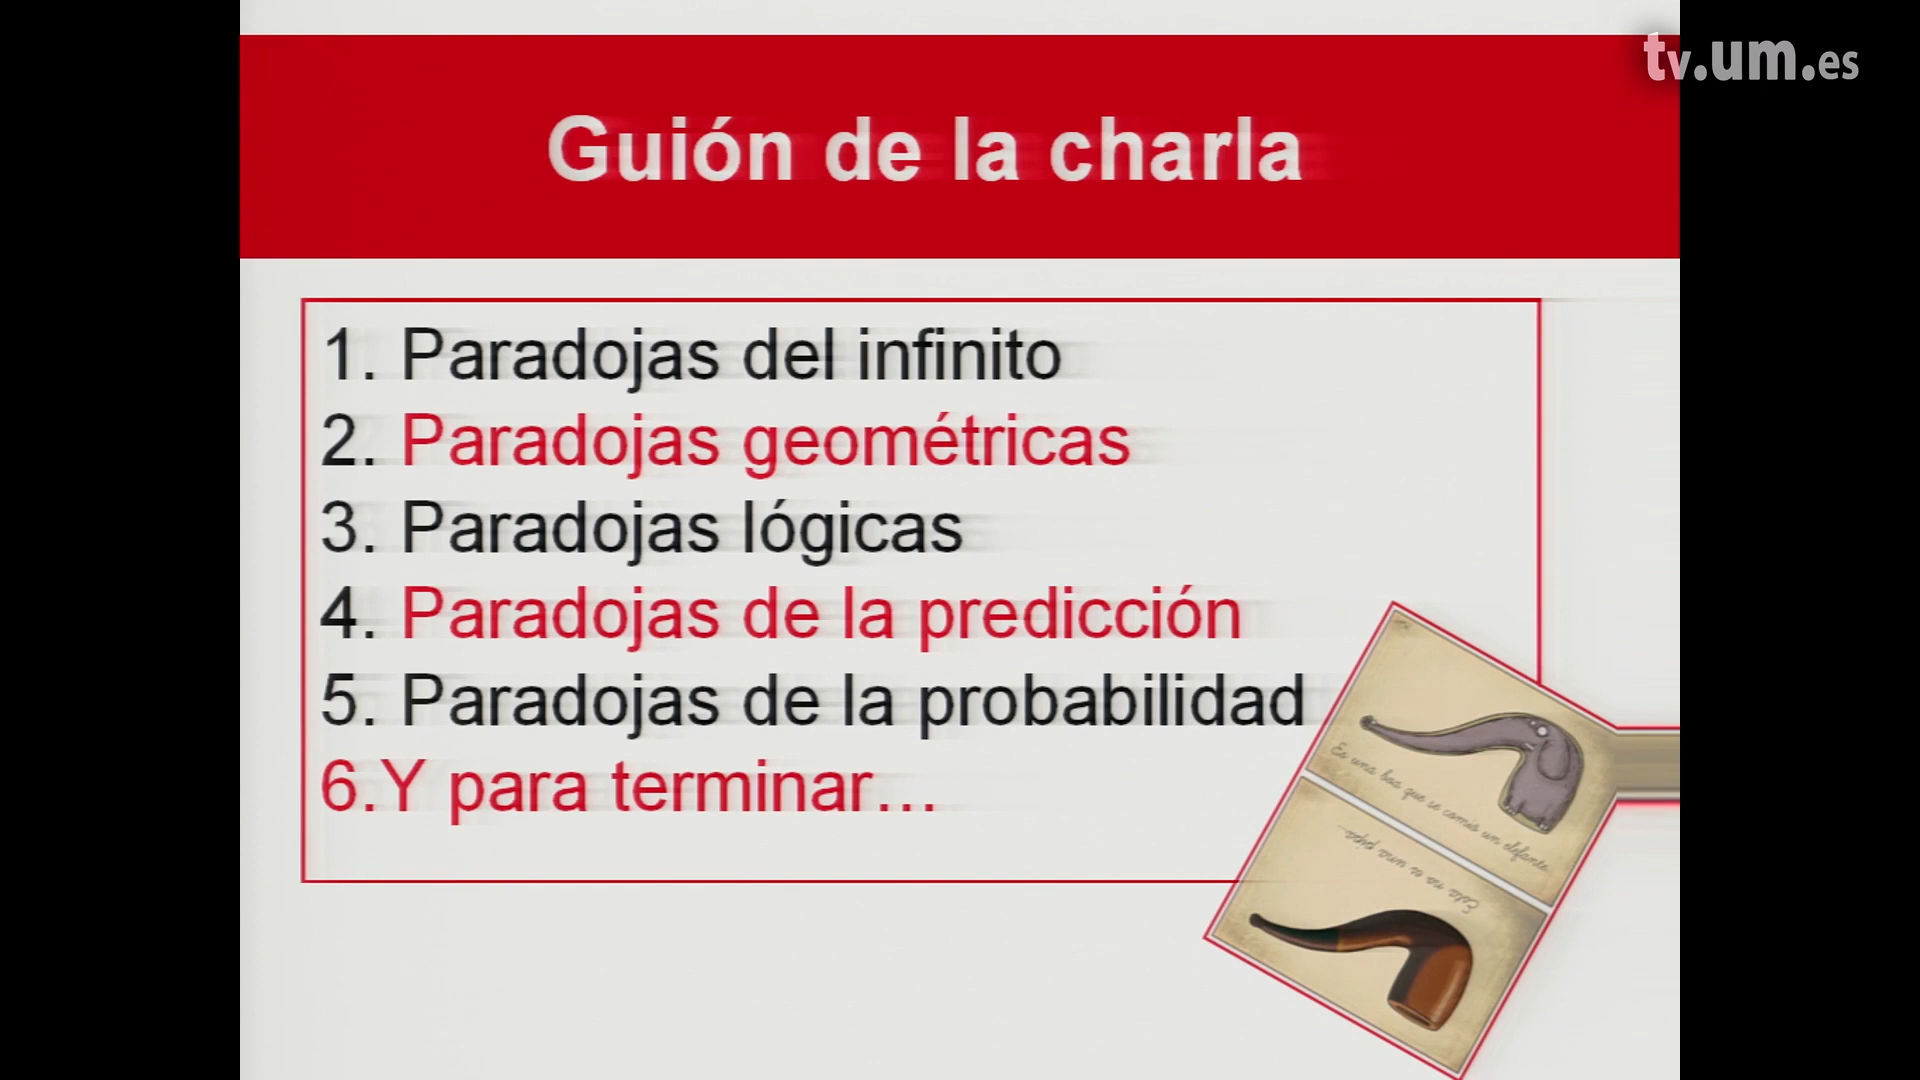 tv.um.es
Guión de la charla
1. Paradojas del infinito
2. Paradojas geométricas
3. Paradojas lógicas
4. Paradojas de la predicción
5. Paradojas de la probabilidad
6.Y para terminar…
Es una boa que se comió un elefante
Esta no es una pipa...